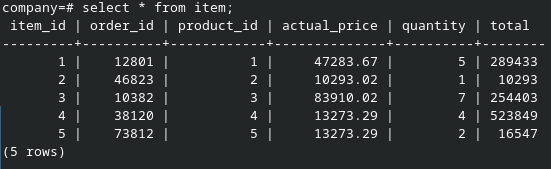 company=# select * from item;
 item_id | order_id | product_id | actual_price | quantity | total
---------+----------+------------+--------------+----------+--------
       1 |    12801 |          1 |     47283.67 |        5 | 289433
       2 |    46823 |          2 |     10293.02 |        1 |  10293
       3 |    10382 |          3 |     83910.02 |        7 | 254403
       4 |    38120 |          4 |     13273.29 |        4 | 523849
       5 |    73812 |          5 |     13273.29 |        2 |  16547
(5 rows)